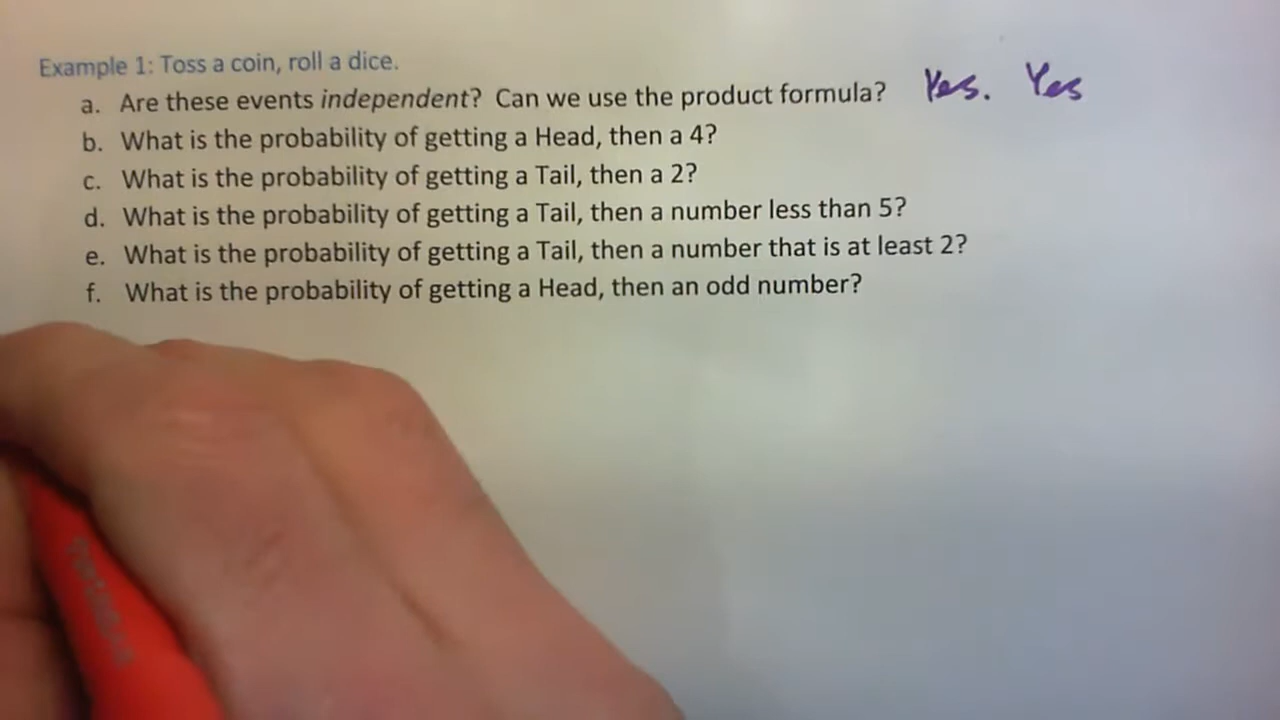 Example 1: Toss a coin, roll a dice.
a. Are these events independent? Can we use the product formula? Yes. Yes
b. What is the probability of getting a Head, then a 4?
c. What is the probability of getting a Tail, then a 2?
d. What is the probability of getting a Tail, then a number less than 5?
e. What is the probability of getting a Tail, then a number that is at least 2?
f. What is the probability of getting a Head, then an odd number?